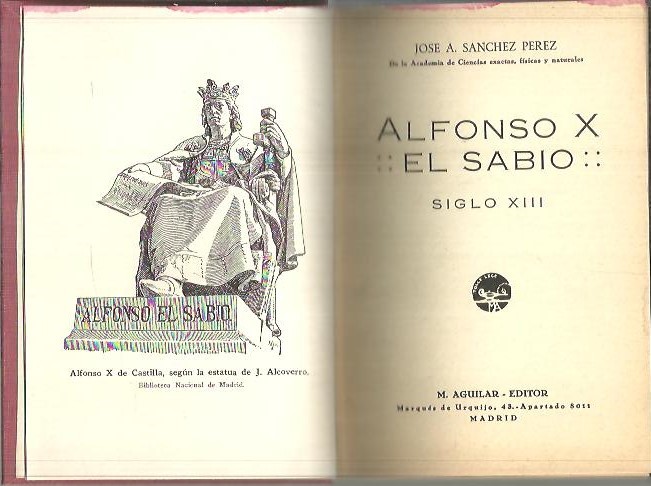 ALFONSO EL SABIO
Alfonso X de Castilla, según la estatua de J. Alcoverro.
Biblioteca Nacional de Madrid.
JOSE A. SANCHEZ PEREZ
De la Academia de Ciencias exactas, físicas y naturales
ALFONSO X
:: EL SABIO ::
SIGLO XIII
M. AGUILAR - EDITOR
Marqués de Urquijo, 43.-Apartado 8011
MADRID